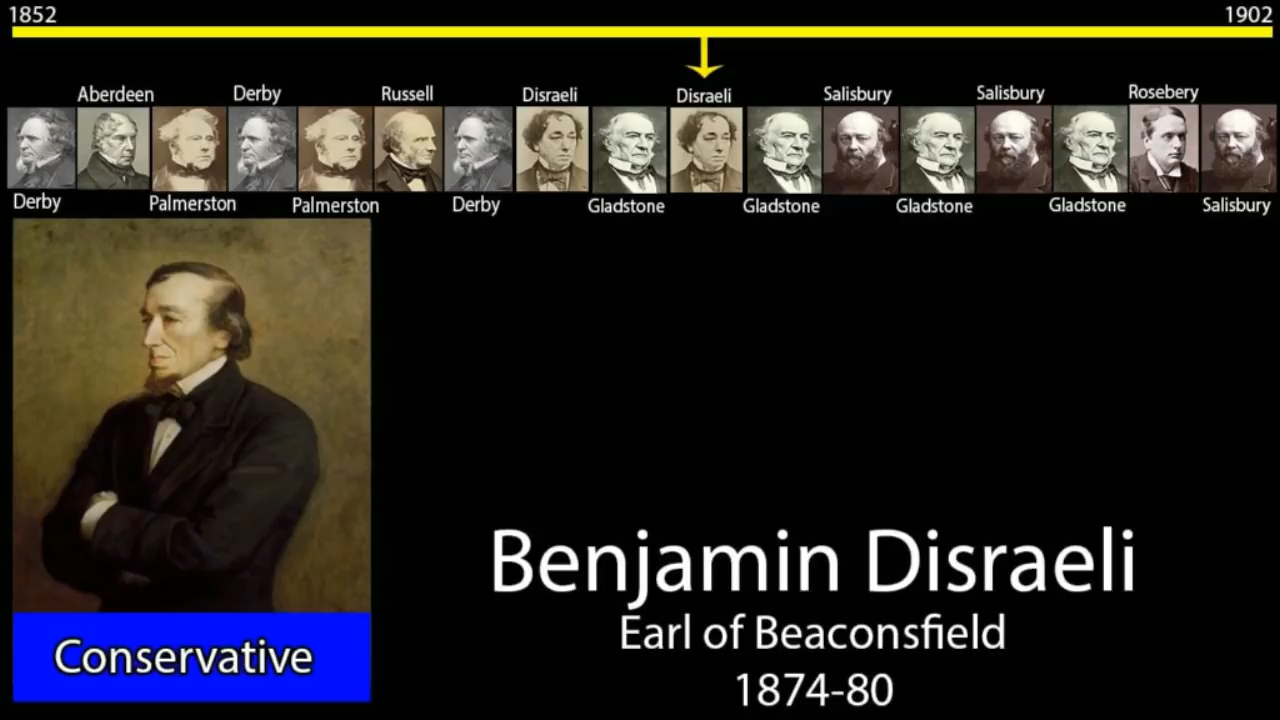 1852 1902
Aberdeen Derby Russell Disraeli Disraeli Salisbury Salisbury Rosebery
Derby Palmerston Palmerston Derby Gladstone Gladstone Gladstone Gladstone Salisbury
Benjamin Disraeli
Earl of Beaconsfield
1874-80
Conservative